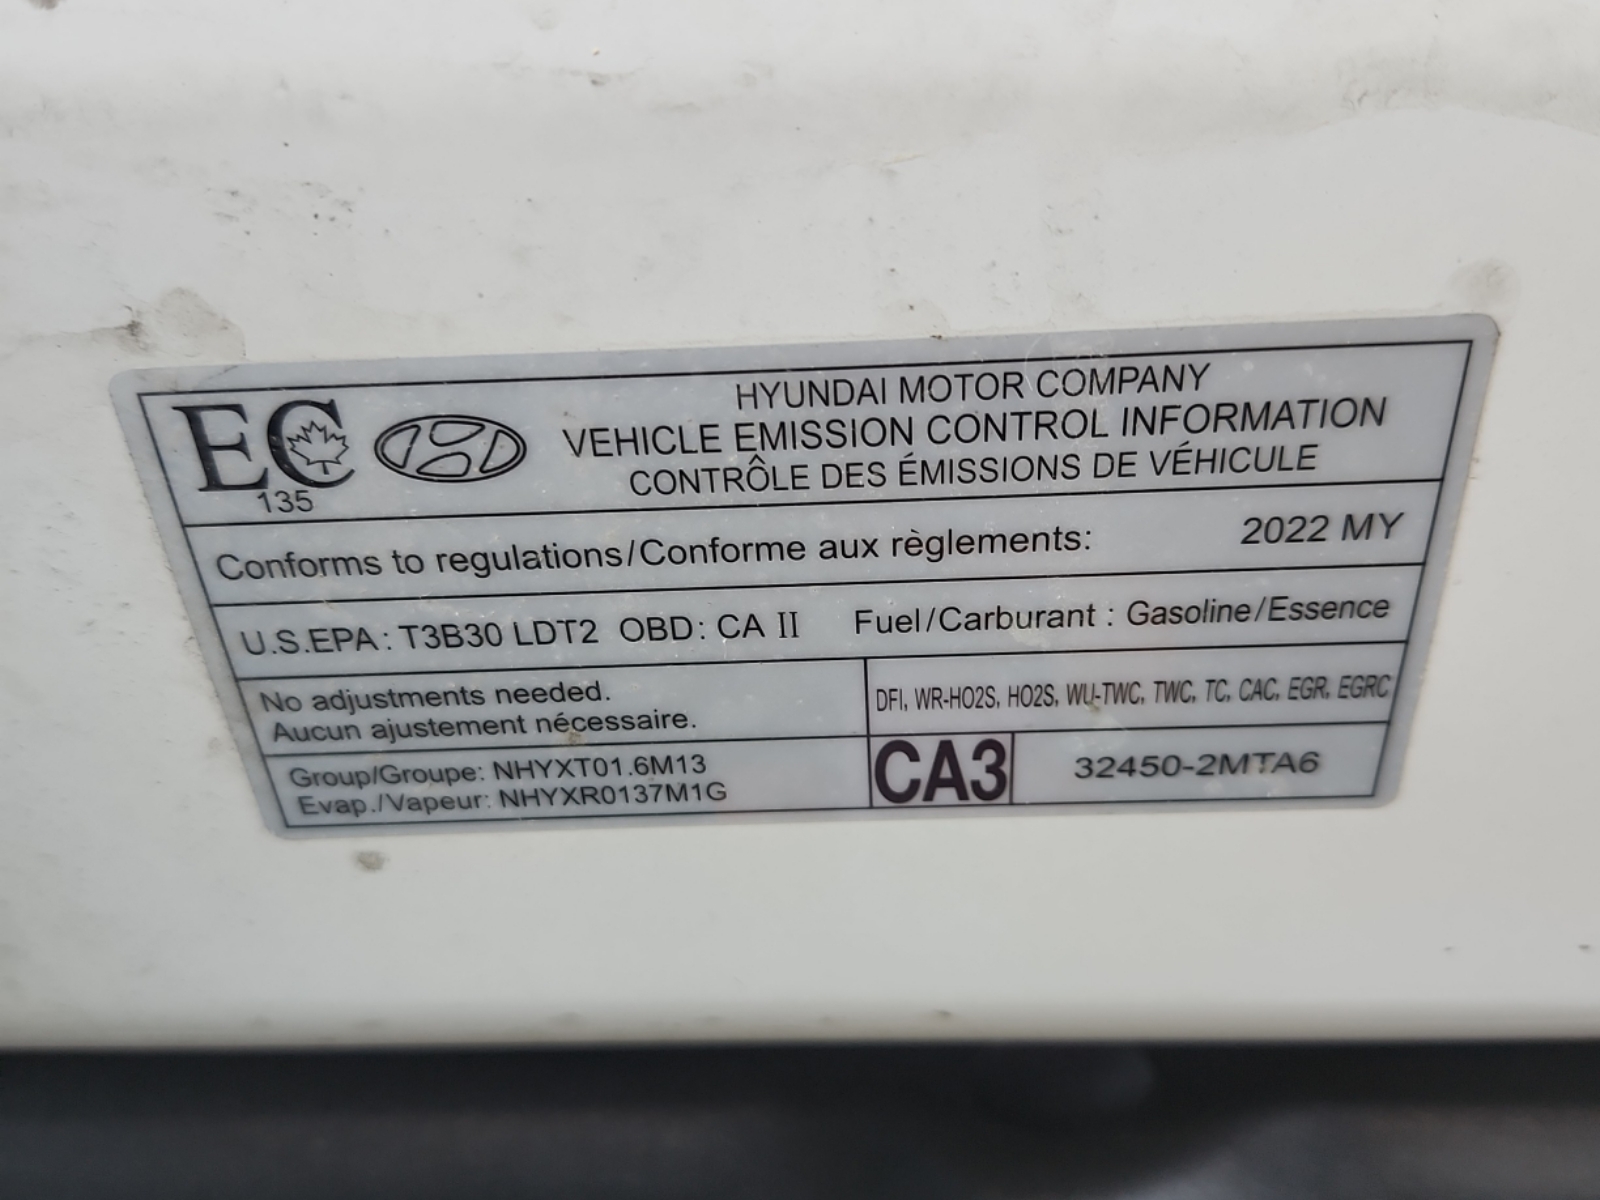 EC
135
HYUNDAI MOTOR COMPANY
VEHICLE EMISSION CONTROL INFORMATION
CONTRÔLE DES ÉMISSIONS DE VÉHICULE
Conforms to regulations/Conforme aux règlements: 2022 MY
U.S.EPA: T3B30 LDT2 OBD: CA II Fuel/Carburant : Gasoline/Essence
No adjustments needed.
Aucun ajustement nécessaire.
DFI, WR-HO2S, HO2S, WU-TWC, TWC, TC, CAC, EGR, EGRC
Group/Groupe: NHYXT01.6M13
Evap./Vapeur: NHYXR0137M1G
CA3
32450-2MTA6